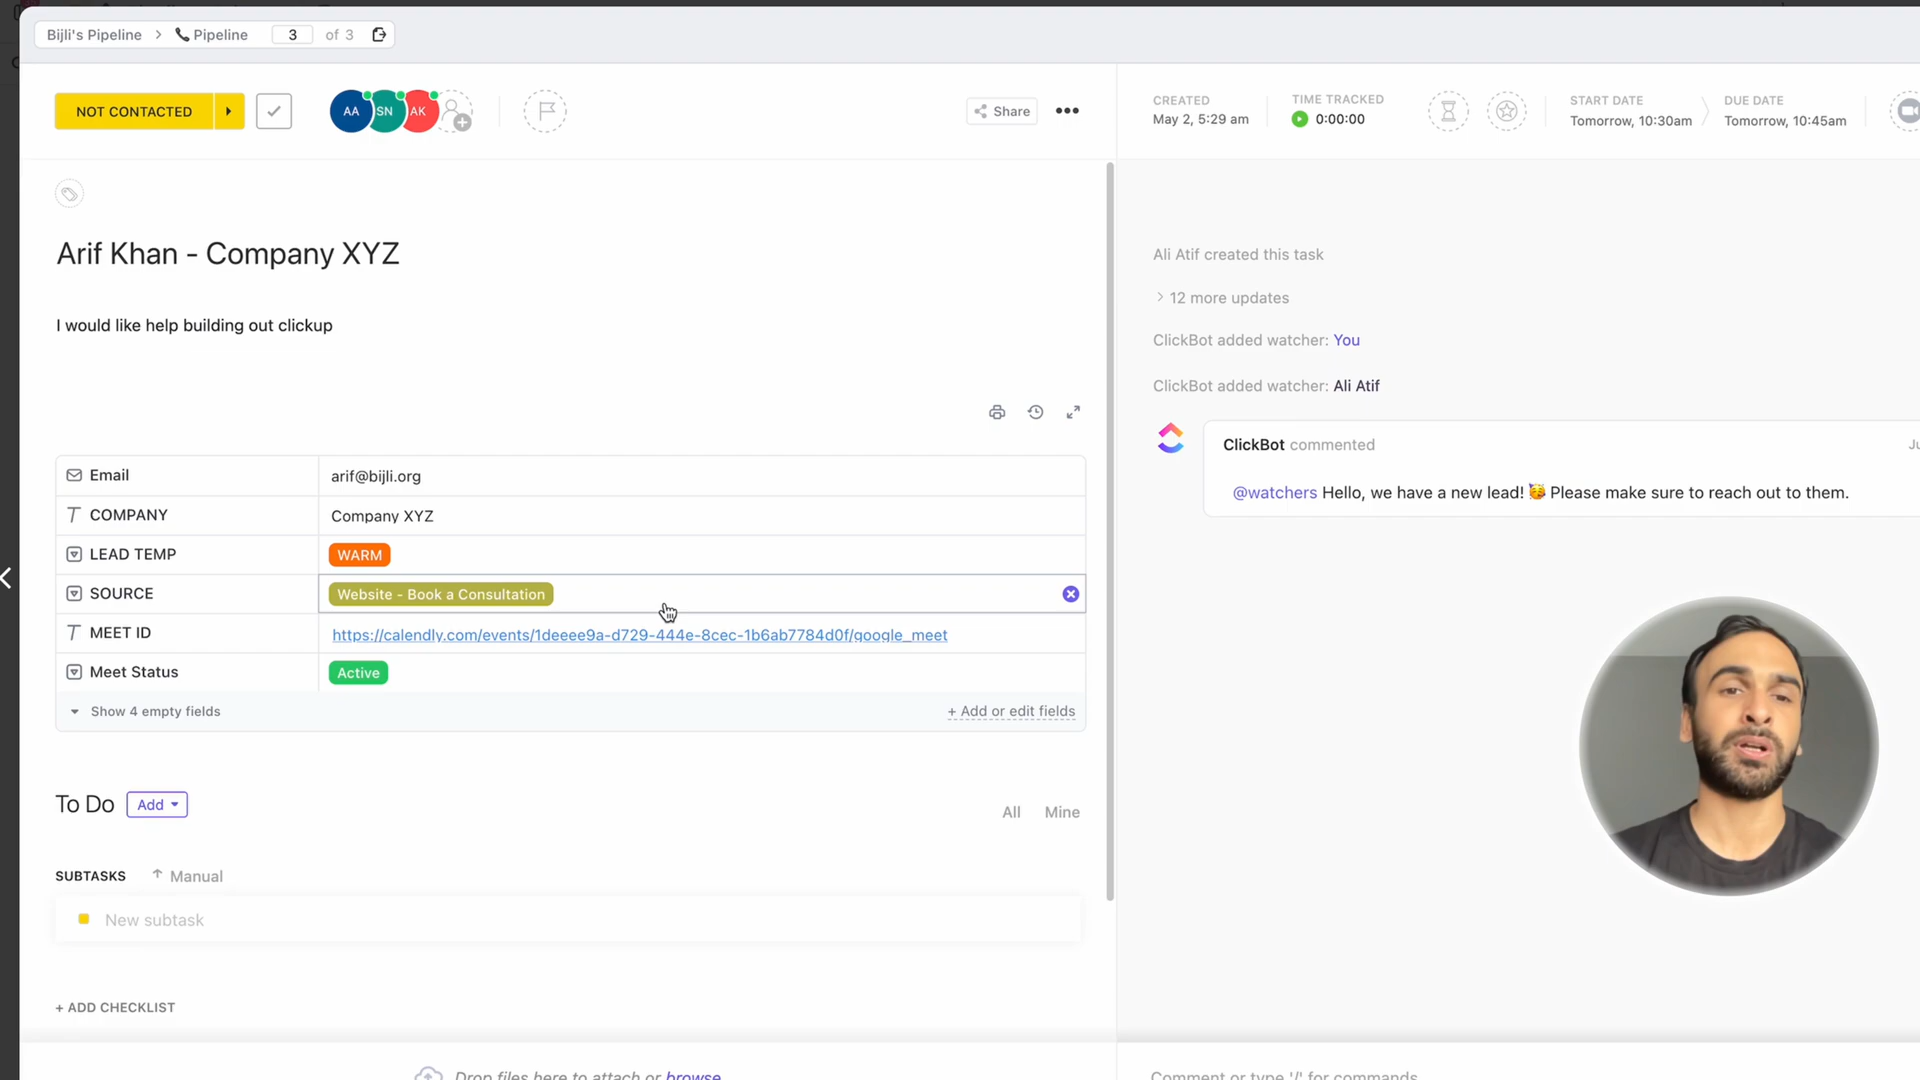 Bijli's Pipeline > Pipeline 3 of 3
NOT CONTACTED
AA SN AK
Share
CREATED
May 2, 5:29 am
TIME TRACKED
0:00:00
START DATE
Tomorrow, 10:30am
DUE DATE
Tomorrow, 10:45am
Arif Khan - Company XYZ
I would like help building out clickup
Email arif@bijli.org
COMPANY Company XYZ
LEAD TEMP WARM
SOURCE Website - Book a Consultation
MEET ID https://calendly.com/events/1deeee9a-d729-444e-8cec-1b6ab7784d0f/google_meet
Meet Status Active
Show 4 empty fields + Add or edit fields
To Do Add All Mine
SUBTASKS Manual
New subtask
+ ADD CHECKLIST
Drop files here to attach or browse
Ali Atif created this task
> 12 more updates
ClickBot added watcher: You
ClickBot added watcher: Ali Atif
ClickBot commented
@watchers Hello, we have a new lead! 🥳 Please make sure to reach out to them.
Comment or type '/' for commands